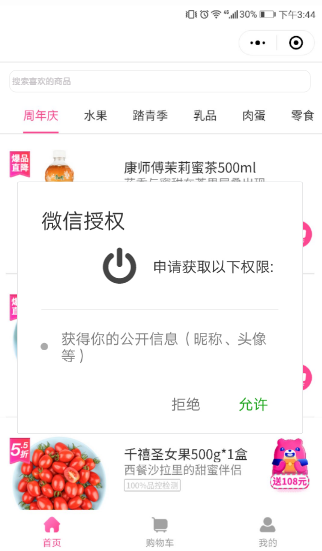 46 30% 下午3:44
搜索喜欢的商品
周年庆 水果 踏青季 乳品 肉蛋 零食
爆品
直降
康师傅茉莉蜜茶500ml
微信授权
申请获取以下权限:
获得你的公开信息（昵称、头像
等）
拒绝 允许
5.5
5折
千禧圣女果500g*1盒
西餐沙拉里的甜蜜伴侣
100%品控检测
送108元
首页 购物车 我的